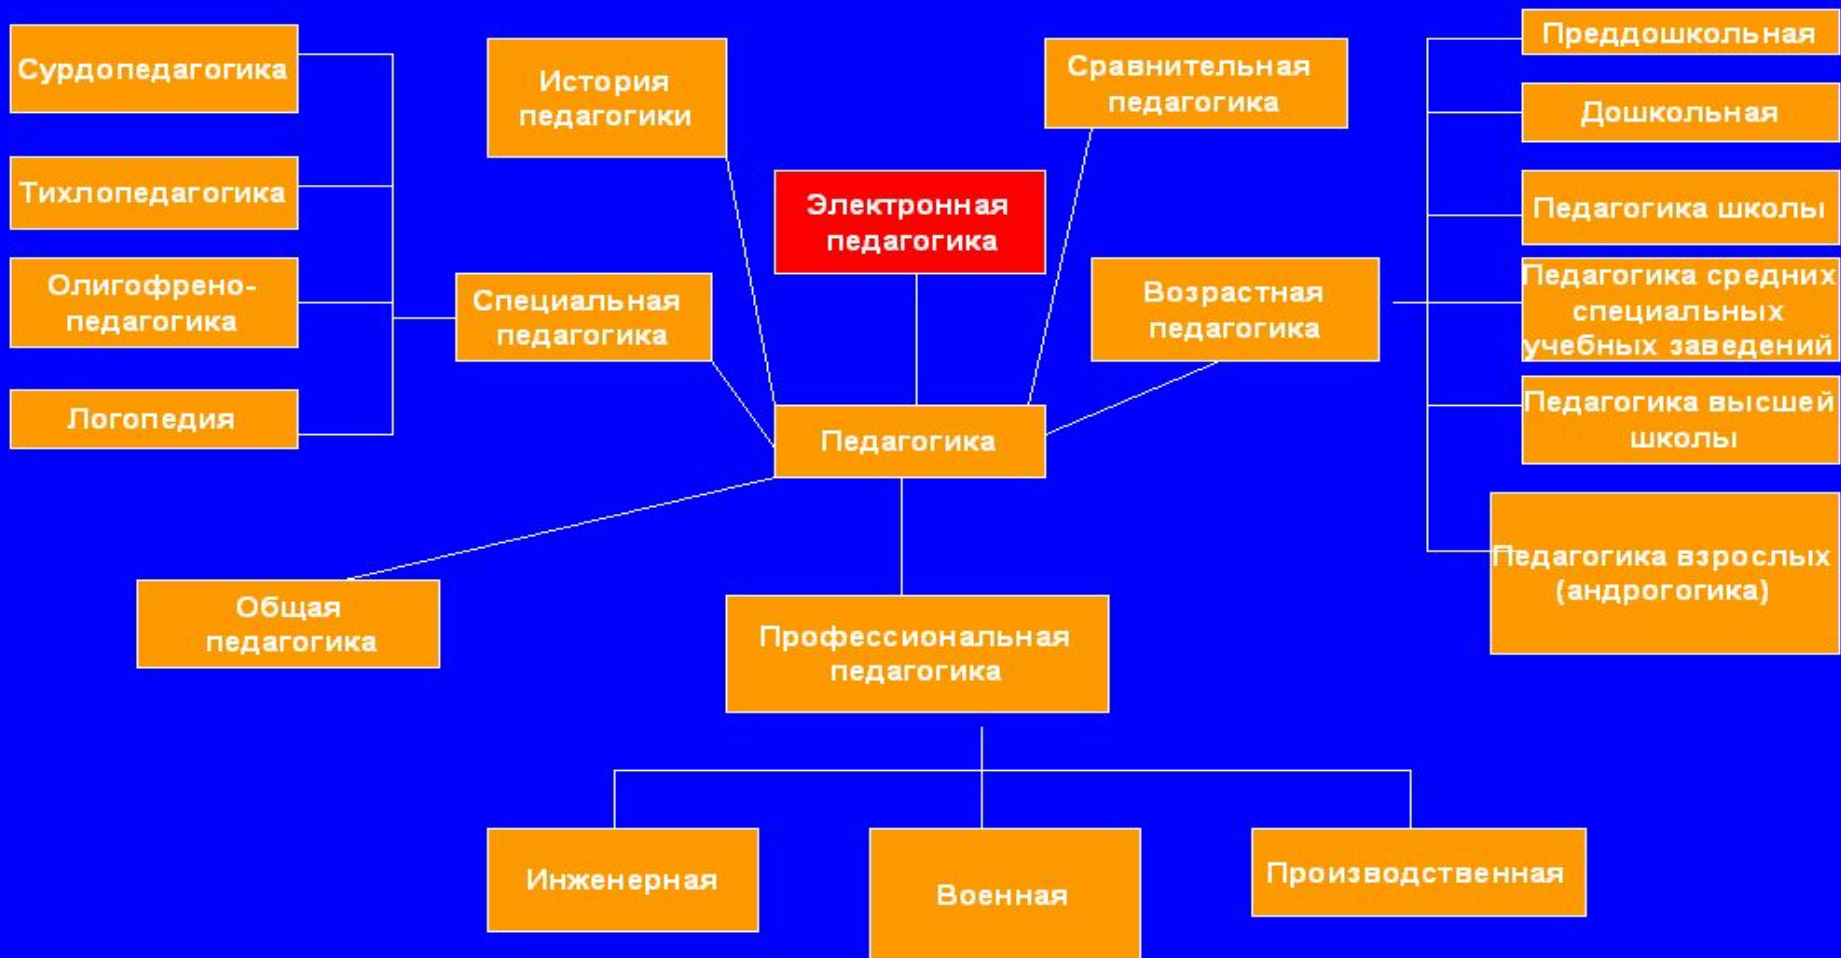 Сурдопедагогика
Тихлопедагогика
Олигофрено-
педагогика
Логопедия
История
педагогики
Специальная
педагогика
Электронная
педагогика
Сравнительная
педагогика
Возрастная
педагогика
Преддошкольная
Дошкольная
Педагогика школы
Педагогика средних
специальных
учебных заведений
Педагогика высшей
школы
Педагогика взрослых
(андрогогика)
Педагогика
Общая
педагогика
Профессиональная
педагогика
Инженерная
Военная
Производственная